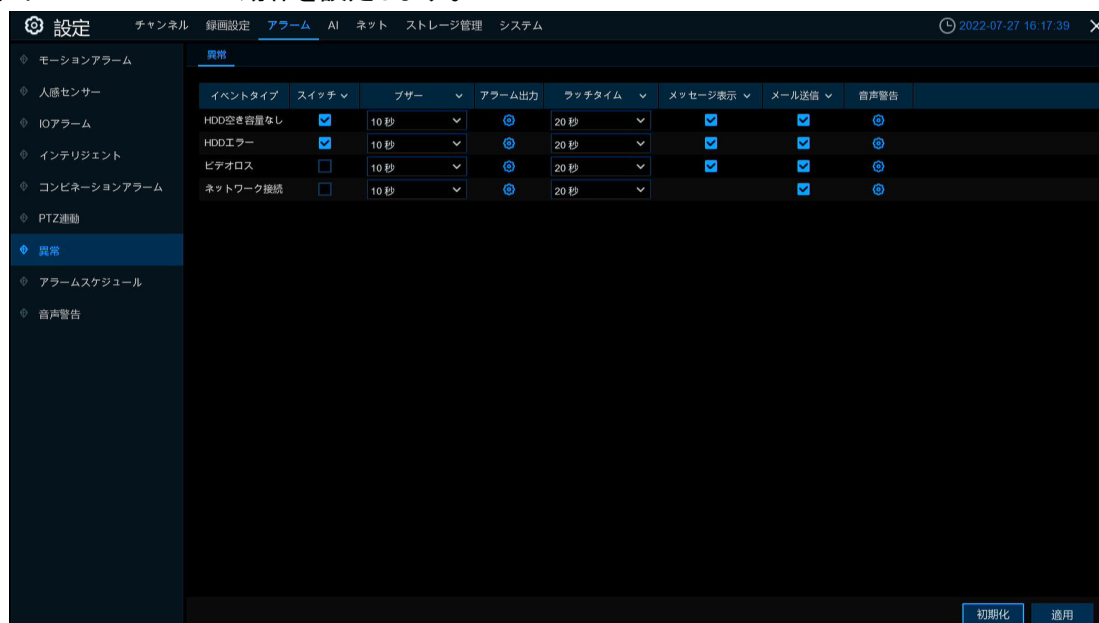 設定 チャンネル 録画設定 アラーム AI ネット ストレージ管理 システム 2022-07-27 16:17:39
モーションアラーム
人感センサー
IOアラーム
インテリジェント
コンビネーションアラーム
PTZ連動
異常
アラームスケジュール
音声警告
異常
イベントタイプ スイッチ ブザー アラーム出力 ラッチタイム メッセージ表示 メール送信 音声警告
HDD空き容量なし 10 秒 20 秒
HDDエラー 10 秒 20 秒
ビデオロス 10 秒 20 秒
ネットワーク接続 10 秒 20 秒
初期化 適用